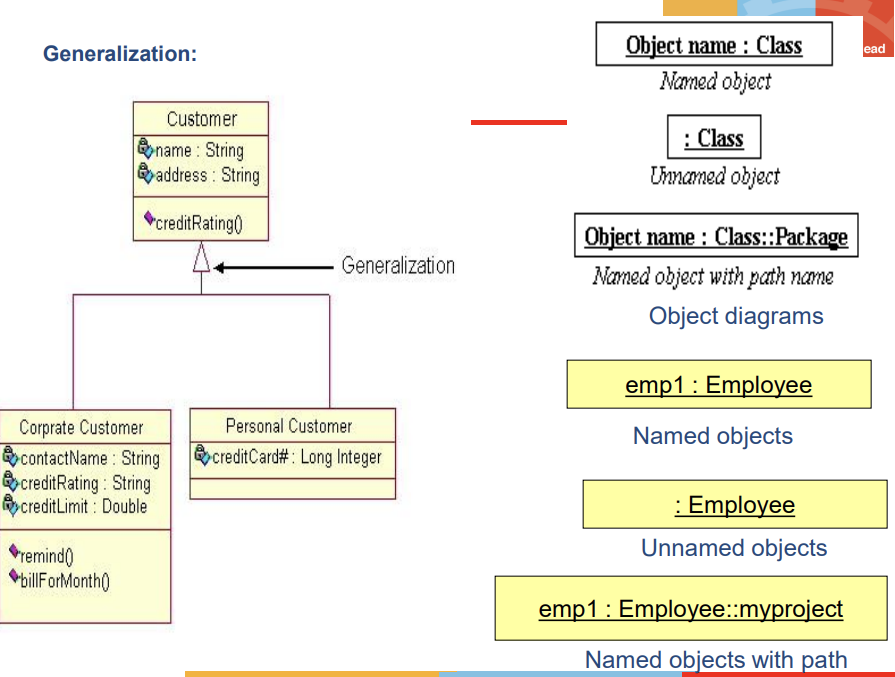 Generalization:
Customer
name : String
address : String
creditRating()
Generalization
Corprate Customer
contactName : String
creditRating : String
creditLimit : Double
remind()
billForMonth()
Personal Customer
creditCard# : Long Integer
ead
Object name : Class
Named object
: Class
Unnamed object
Object name : Class::Package
Named object with path name
Object diagrams
emp1 : Employee
Named objects
: Employee
Unnamed objects
emp1 : Employee::myproject
Named objects with path